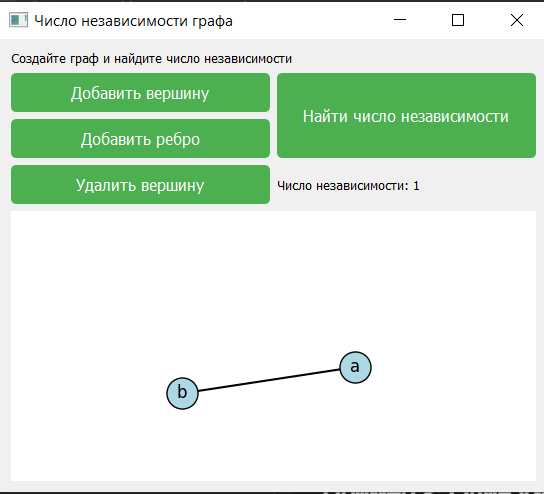 Число независимости графа
Создайте граф и найдите число независимости
Добавить вершину
Найти число независимости
Добавить ребро
Удалить вершину
Число независимости: 1
a
b